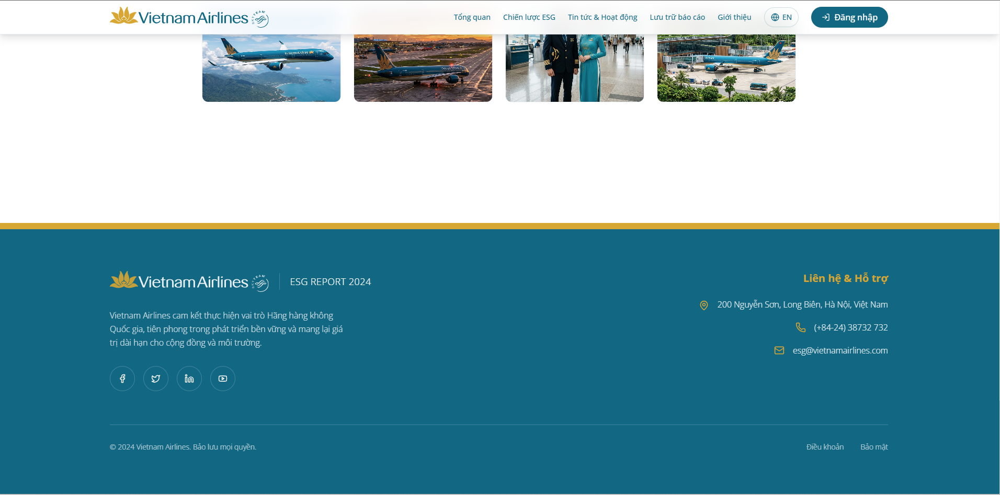 Vietnam Airlines
SKYTEAM
Tổng quan
Chiến lược ESG
Tin tức & Hoạt động
Lưu trữ báo cáo
Giới thiệu
EN
Đăng nhập
Vietnam Airlines
Vietnam Airlines
SKYTEAM
ESG REPORT 2024
Vietnam Airlines cam kết thực hiện vai trò Hãng hàng không
Quốc gia, tiên phong trong phát triển bền vững và mang lại giá
trị dài hạn cho cộng đồng và môi trường.
Liên hệ & Hỗ trợ
200 Nguyễn Sơn, Long Biên, Hà Nội, Việt Nam
(+84-24) 38732 732
esg@vietnamairlines.com
© 2024 Vietnam Airlines. Bảo lưu mọi quyền.
Điều khoản
Bảo mật